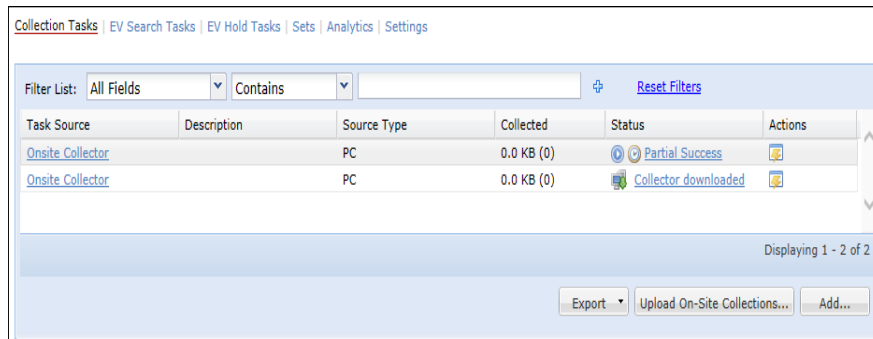 Collection Tasks | EV Search Tasks | EV Hold Tasks | Sets | Analytics | Settings
Filter List: All Fields Contains Reset Filters
Task Source Description Source Type Collected Status Actions
Onsite Collector PC 0.0 KB (0) Partial Success
Onsite Collector PC 0.0 KB (0) Collector downloaded
Displaying 1 - 2 of 2
Export Upload On-Site Collections... Add...